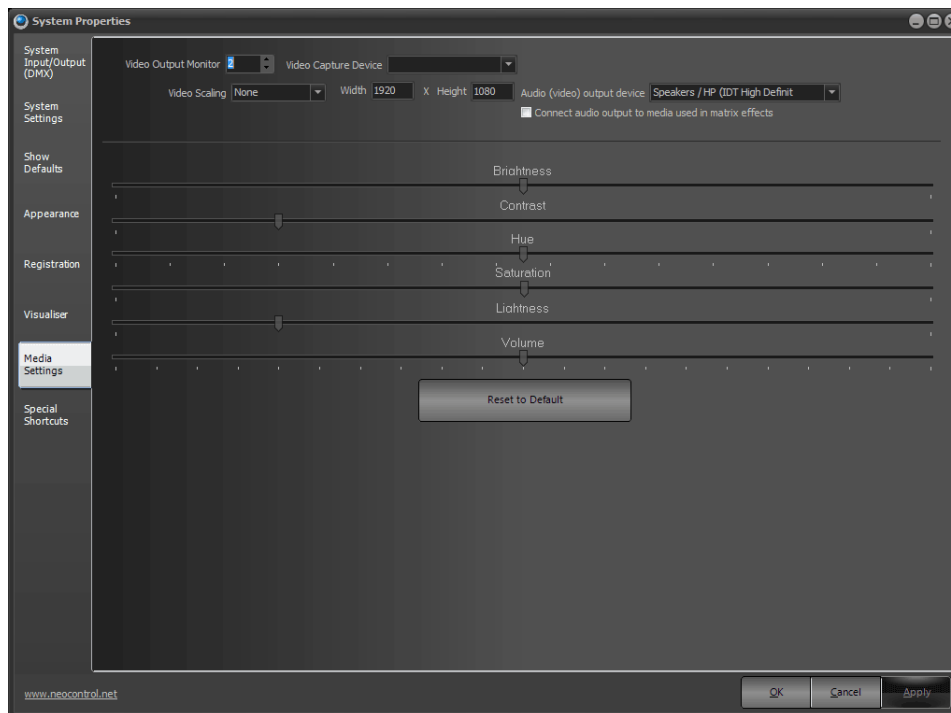 System Properties
System
Input/Output
(DMX)
System
Settings
Show
Defaults
Appearance
Registration
Visualiser
Media
Settings
Special
Shortcuts
Video Output Monitor 2 Video Capture Device
Video Scaling None Width 1920 X Height 1080 Audio (video) output device Speakers / HP (IDT High Definit
Connect audio output to media used in matrix effects
Brightness
Contrast
Hue
Saturation
Lightness
Volume
Reset to Default
www.neocontrol.net
OK Cancel Apply